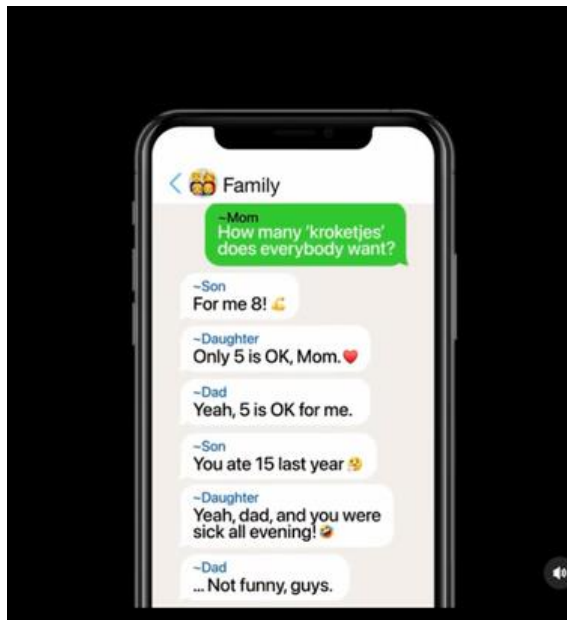 Family
~Mom
How many 'kroketjes'
does everybody want?
~Son
For me 8! 💪
~Daughter
Only 5 is OK, Mom.❤️
~Dad
Yeah, 5 is OK for me.
~Son
You ate 15 last year 🤔
~Daughter
Yeah, dad, and you were
sick all evening! 🤣
~Dad
... Not funny, guys.